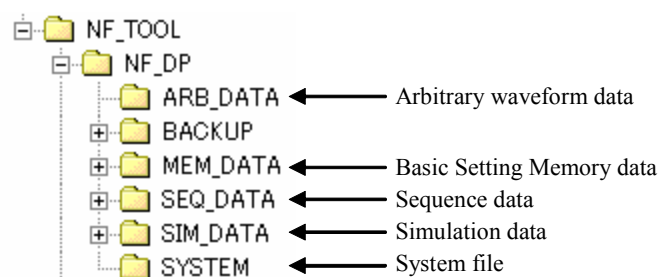 NF_TOOL
NF_DP
ARB_DATA Arbitrary waveform data
BACKUP
MEM_DATA Basic Setting Memory data
SEQ_DATA Sequence data
SIM_DATA Simulation data
SYSTEM System file